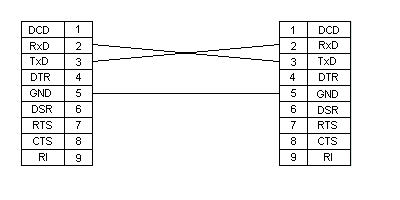 DCD 1 1 DCD
RxD 2 2 RxD
TxD 3 3 TxD
DTR 4 4 DTR
GND 5 5 GND
DSR 6 6 DSR
RTS 7 7 RTS
CTS 8 8 CTS
RI 9 9 RI